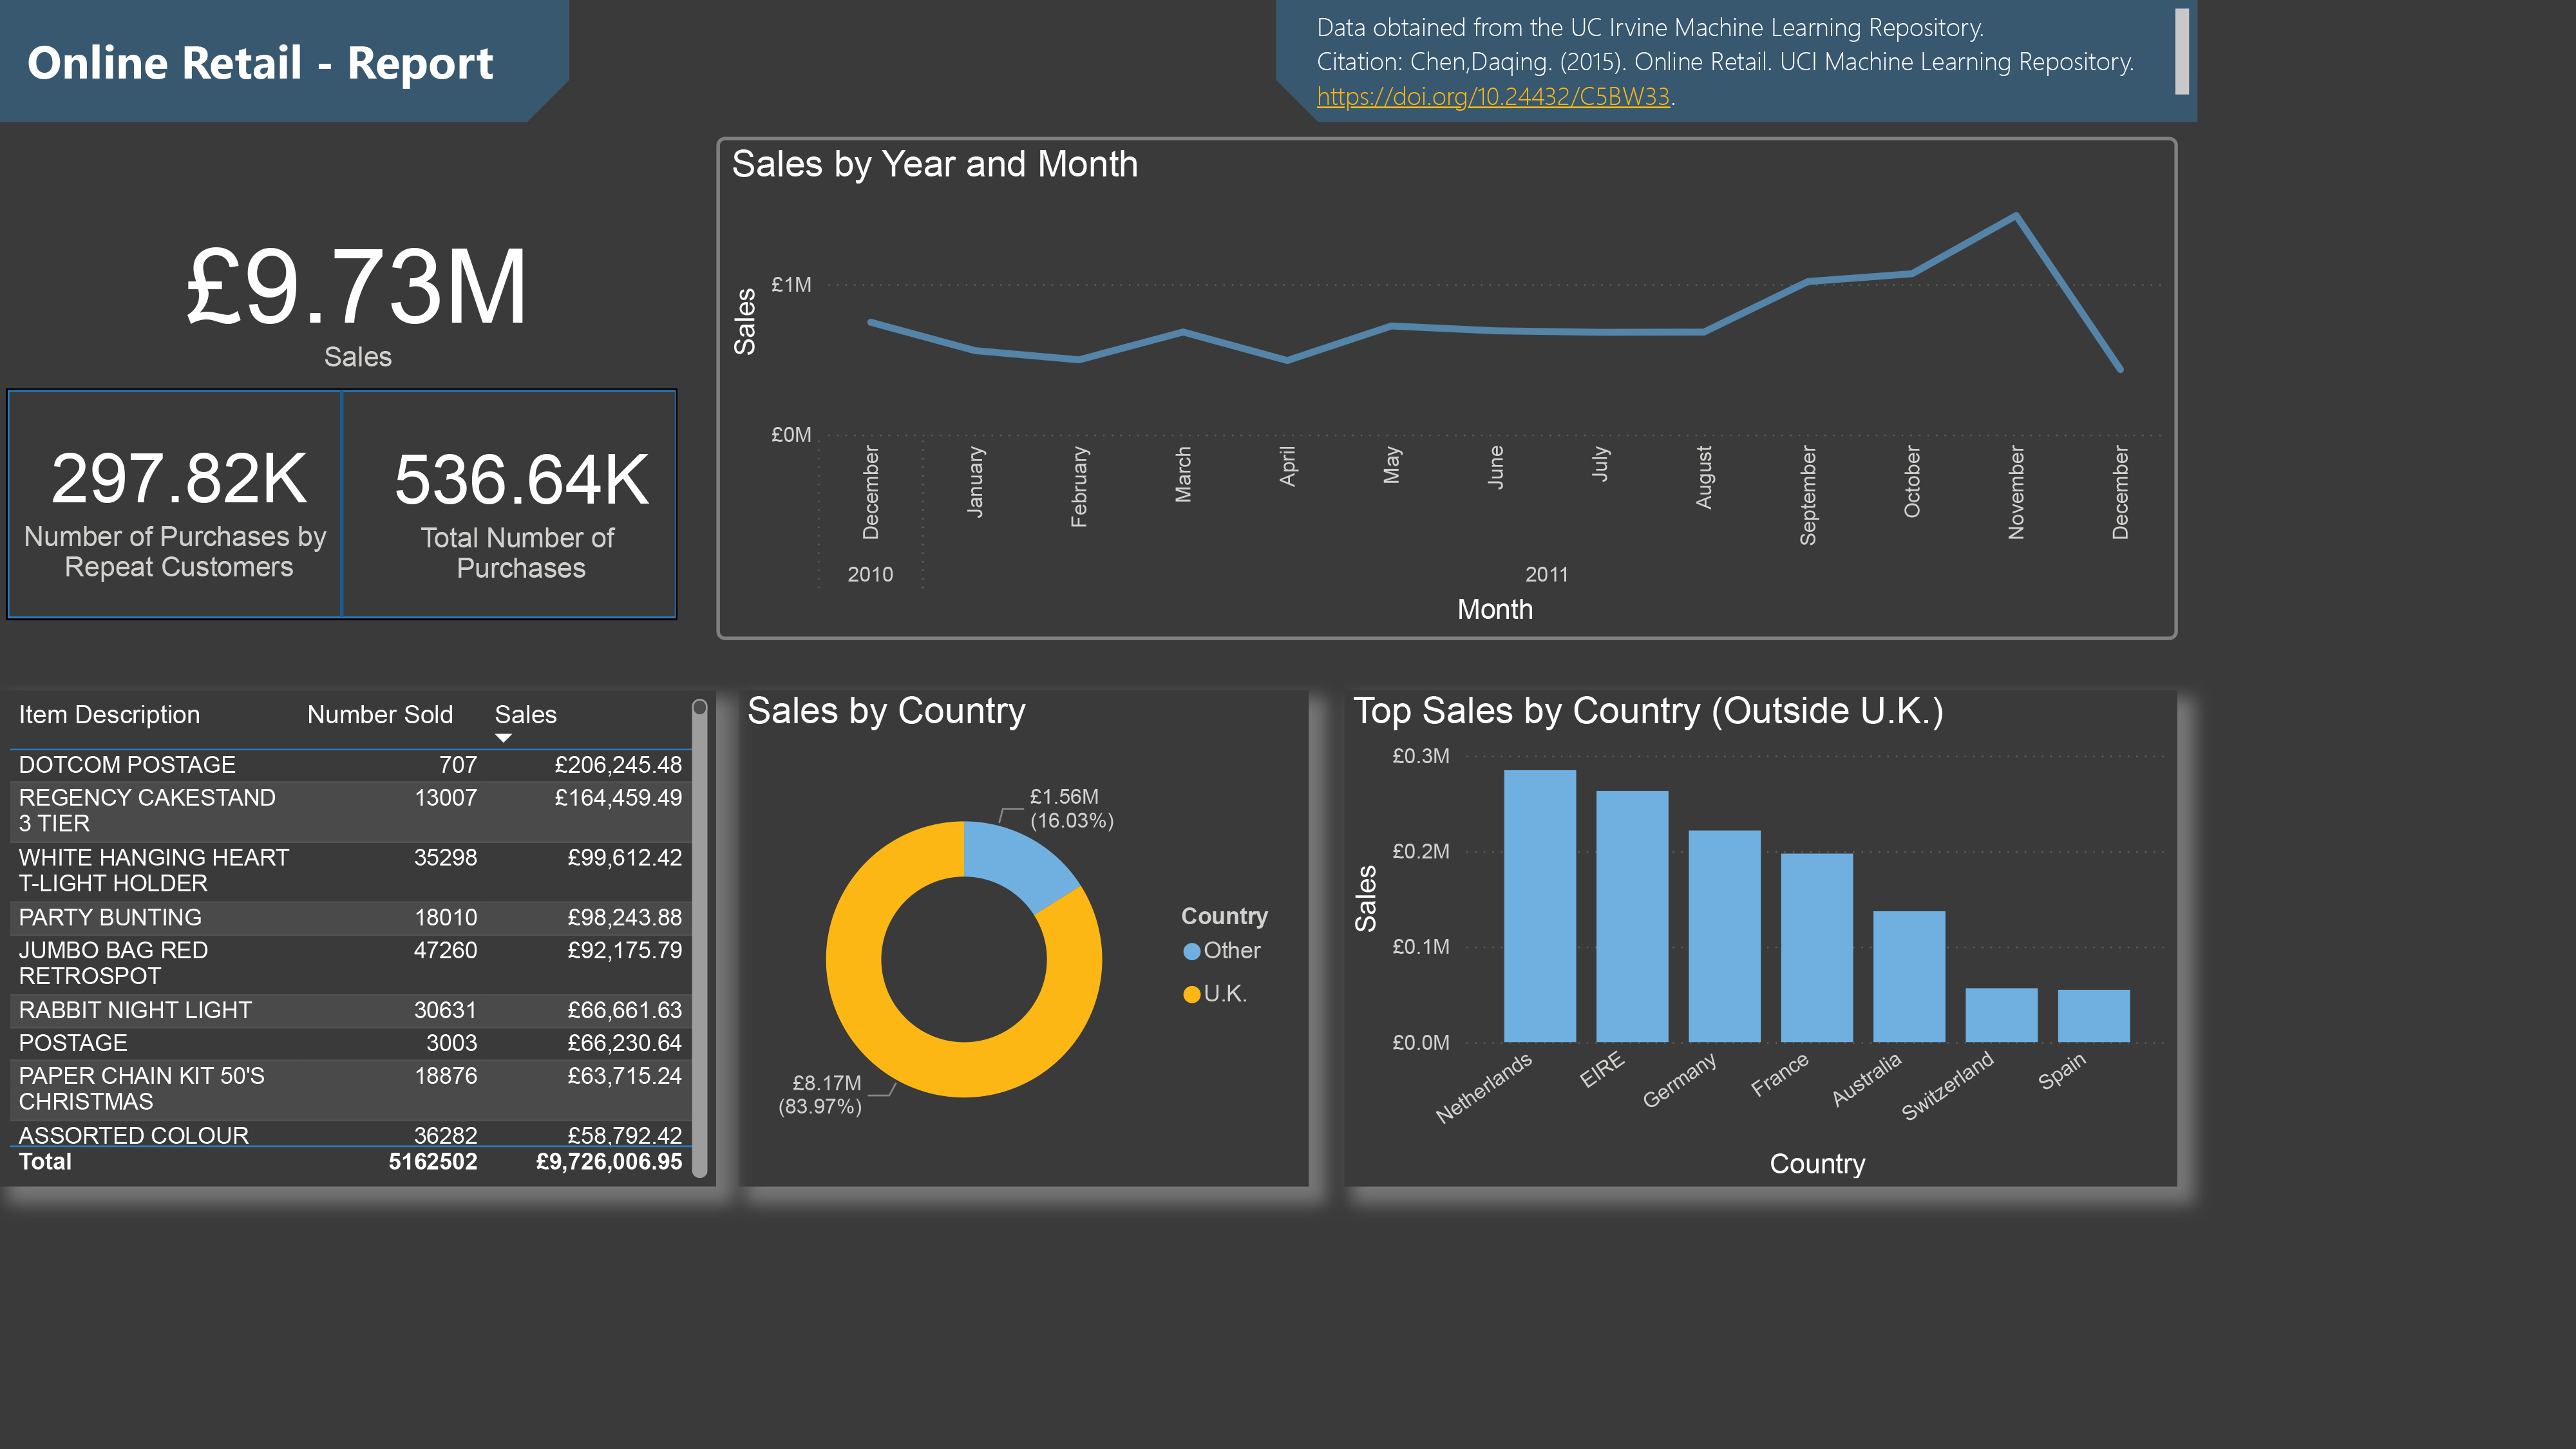 Online Retail - Report
Data obtained from the UC Irvine Machine Learning Repository.
Citation: Chen,Daqing. (2015). Online Retail. UCI Machine Learning Repository.
https://doi.org/10.24432/C5BW33.
£9.73M
Sales
297.82K
Number of Purchases by
Repeat Customers
536.64K
Total Number of
Purchases
Sales by Year and Month
Sales
£1M
£0M
December
January
February
March
April
May
June
July
August
September
October
November
December
2010
2011
Month
Item Description Number Sold Sales
DOTCOM POSTAGE 707 £206,245.48
REGENCY CAKESTAND 13007 £164,459.49
3 TIER
WHITE HANGING HEART 35298 £99,612.42
T-LIGHT HOLDER
PARTY BUNTING 18010 £98,243.88
JUMBO BAG RED 47260 £92,175.79
RETROSPOT
RABBIT NIGHT LIGHT 30631 £66,661.63
POSTAGE 3003 £66,230.64
PAPER CHAIN KIT 50'S 18876 £63,715.24
CHRISTMAS
ASSORTED COLOUR 36282 £58,792.42
Total 5162502 £9,726,006.95
Sales by Country
£1.56M
(16.03%)
£8.17M
(83.97%)
Country
Other
U.K.
Top Sales by Country (Outside U.K.)
Sales
£0.3M
£0.2M
£0.1M
£0.0M
Netherlands
EIRE
Germany
France
Australia
Switzerland
Spain
Country